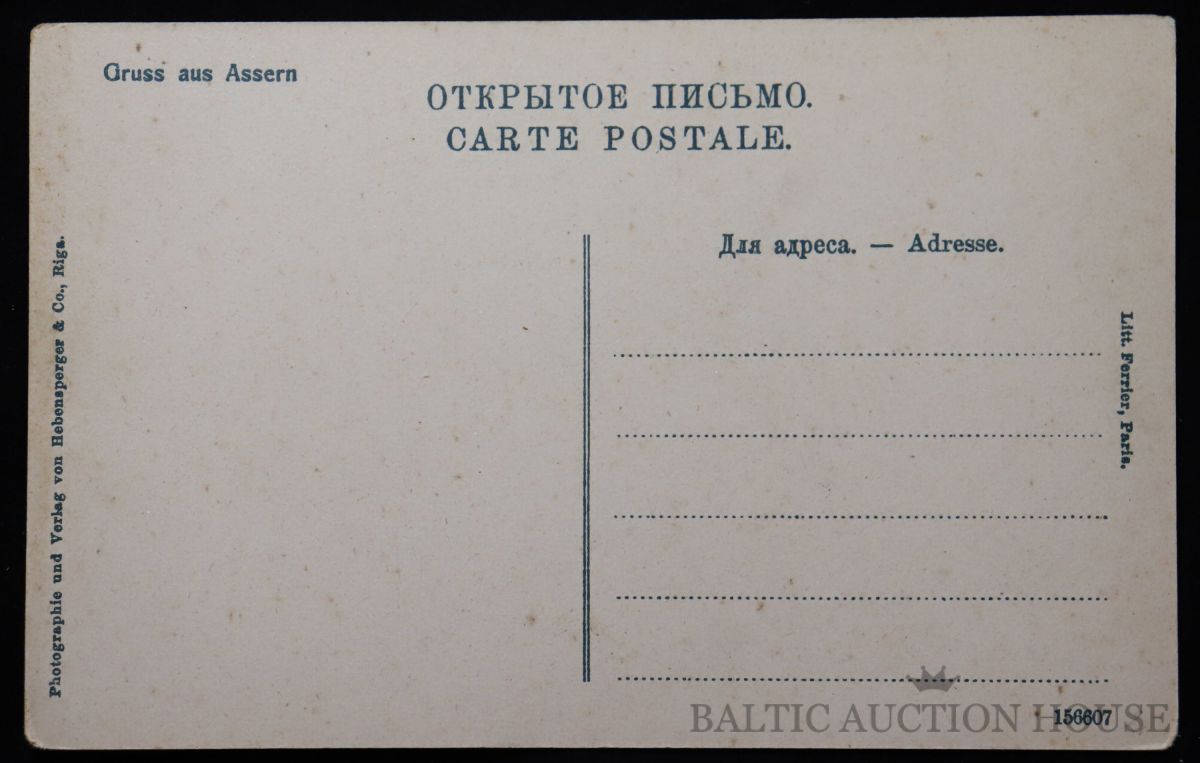 Gruss aus Assern
ОТКРЫТОЕ ПИСЬМО.
CARTE POSTALE.
Для адреса. — Adresse.
Photographie und Verlag von Hebensperger & Co., Riga.
Litt. Ferrier, Paris.
156607
BALTIC AUCTION HOUSE